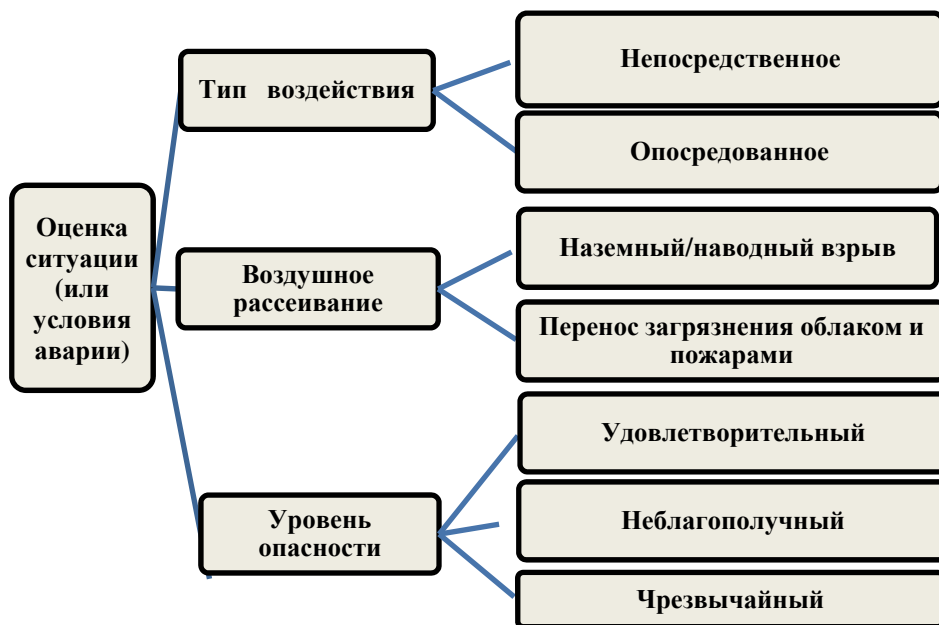 Оценка
ситуации
(или
условия
аварии)
Тип воздействия
Непосредственное
Опосредованное
Воздушное
рассеивание
Наземный/наводный взрыв
Перенос загрязнения облаком и
пожарами
Уровень
опасности
Удовлетворительный
Неблагополучный
Чрезвычайный